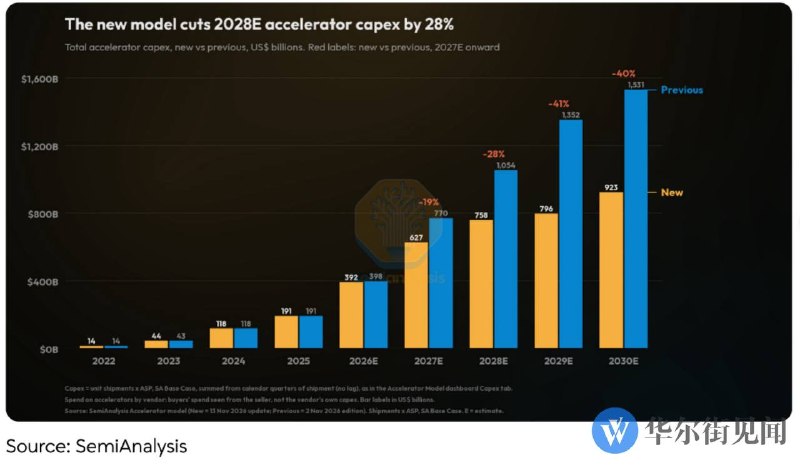 The new model cuts 2028E accelerator capex by 28%
Total accelerator capex, new vs previous, US$ billions. Red labels: new vs previous, 2027E onward
$1,600B
$1,200B
$800B
$400B
$0B
14 14
44 43
118 118
191 191
392 398
-19%
627 770
-28%
758 1,054
-41%
796 1,352
-40%
923 1,531
Previous
New
2022 2023 2024 2025 2026E 2027E 2028E 2029E 2030E
Capex = unit shipments x ASP, SA Base Case, summed from calendar quarters of shipment (no lag), as in the Accelerator Model dashboard Capex tab.
Spend on accelerators by vendor: buyers' spend seen from the seller, not the vendor's own capex. Bar labels in US$ billions.
Source: SemiAnalysis Accelerator model (New = 13 Nov 2026 update; Previous = 2 Nov 2026 edition). Shipments x ASP, SA Base Case. E = estimate.
W 华尔街见闻
Source: SemiAnalysis